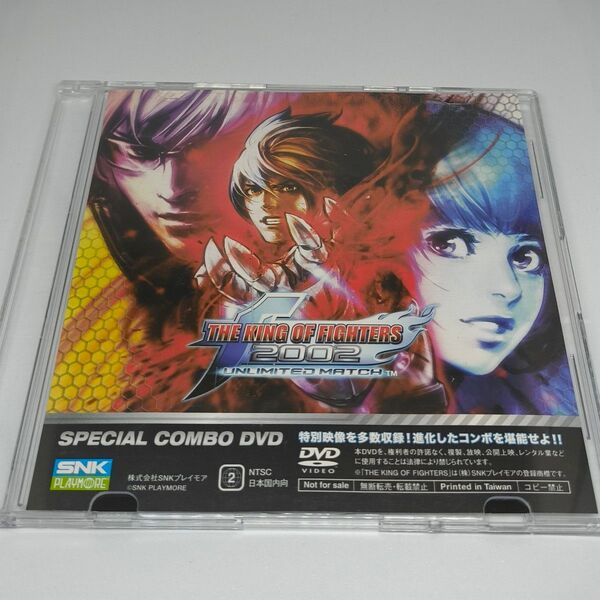 THE KING OF FIGHTERS
2002
UNLIMITED MATCH™
SPECIAL COMBO DVD
特別映像を多数収録!進化したコンボを堪能せよ!!
SNK
PLAYMORE
株式会社SNKプレイモア
©SNK PLAYMORE
2
NTSC
日本国内向
DVD
VIDEO
本DVDを、権利者の許諾なく、複製、放映、公開上映、レンタル業など
に使用することは法律により禁じられています。
※「THE KING OF FIGHTERS」は(株)SNKプレイモアの登録商標です。
Not for sale
無断転売・転載禁止
Printed in Taiwan
コピー禁止